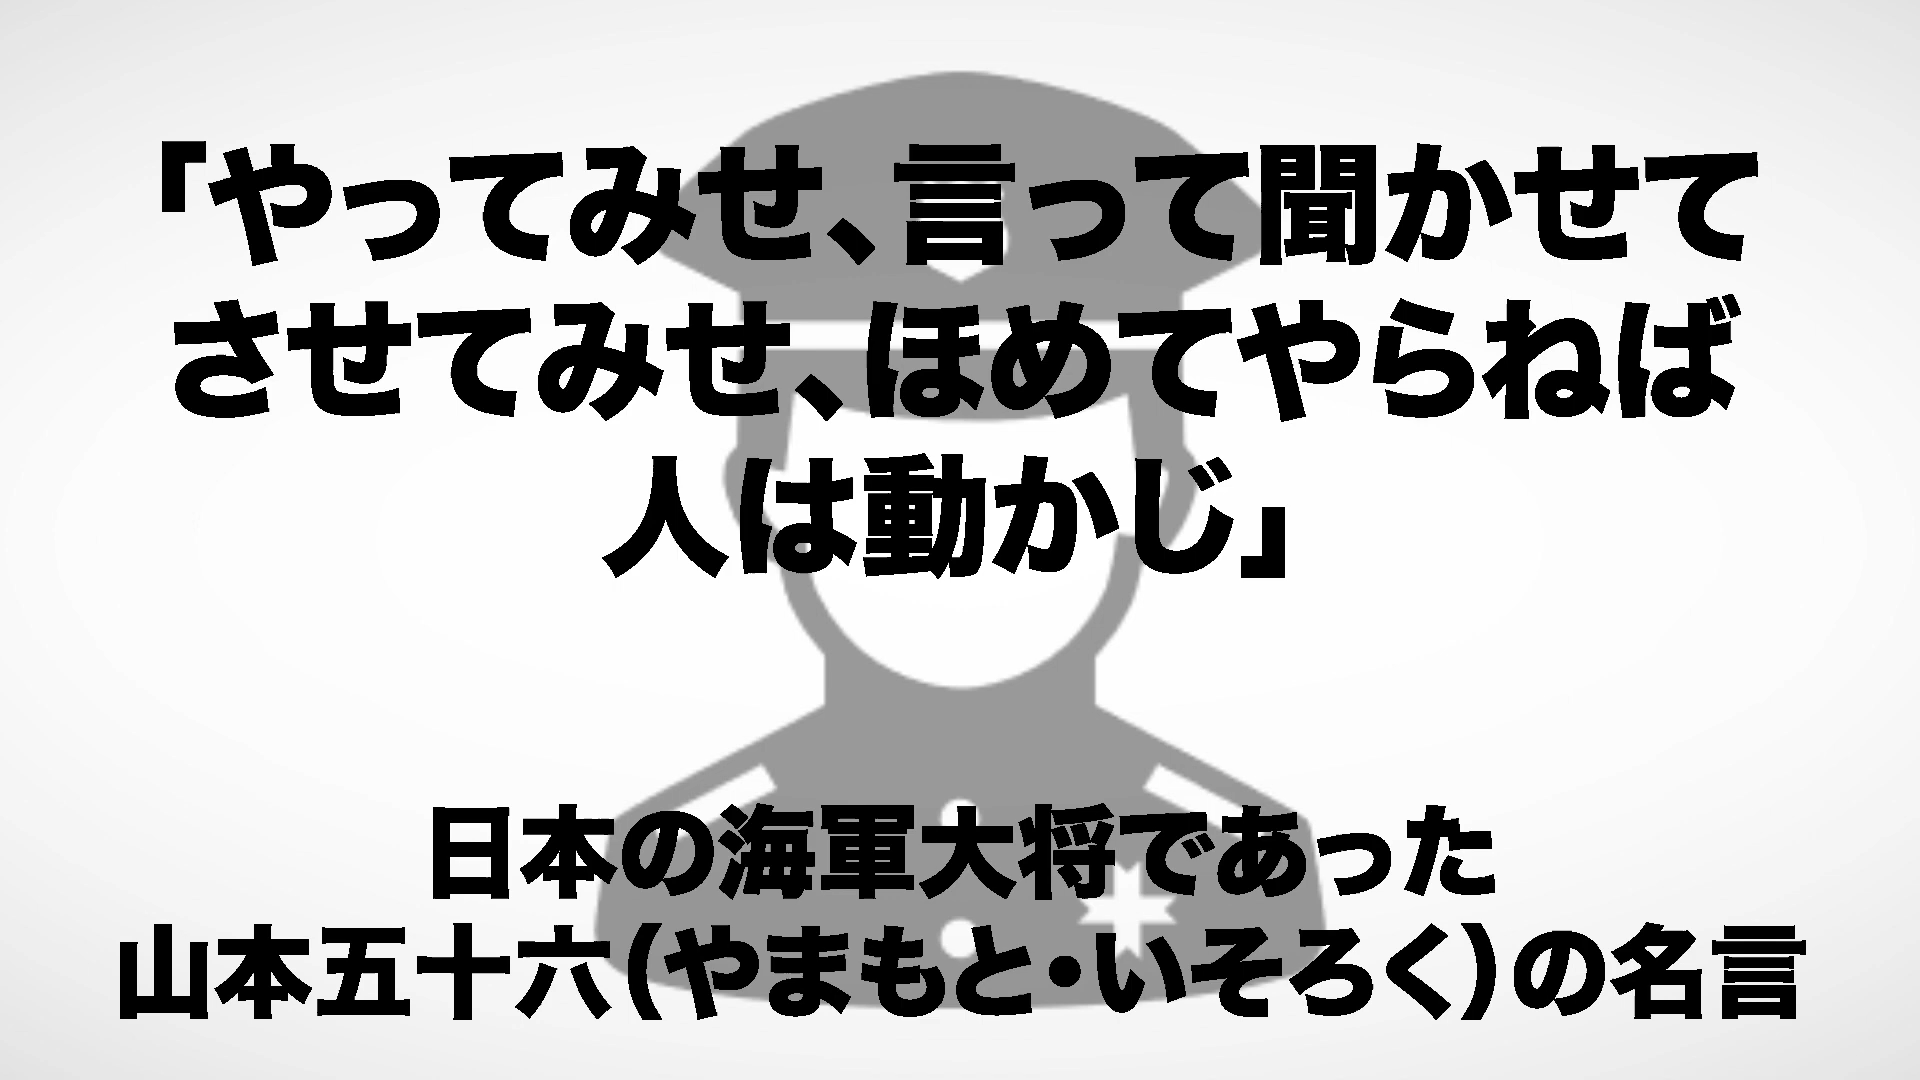 「やってみせ、言って聞かせて
させてみせ、ほめてやらねば
人は動かじ」
日本の海軍大将であった
山本五十六(やまもと・いそろく)の名言